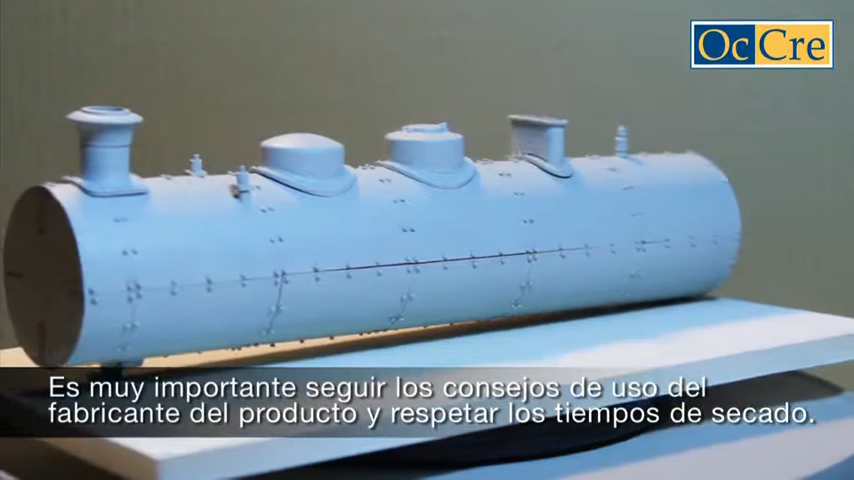 OcCre
Es muy importante seguir los consejos de uso del
fabricante del producto y respetar los tiempos de secado.